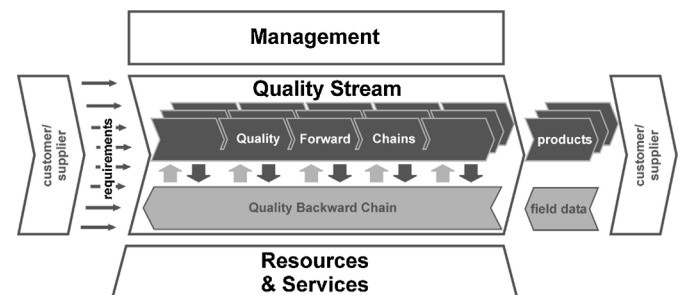 Management
Quality Stream
customer/
supplier
requirements
Quality Forward Chains
products
customer/
supplier
Quality Backward Chain
field data
Resources
& Services